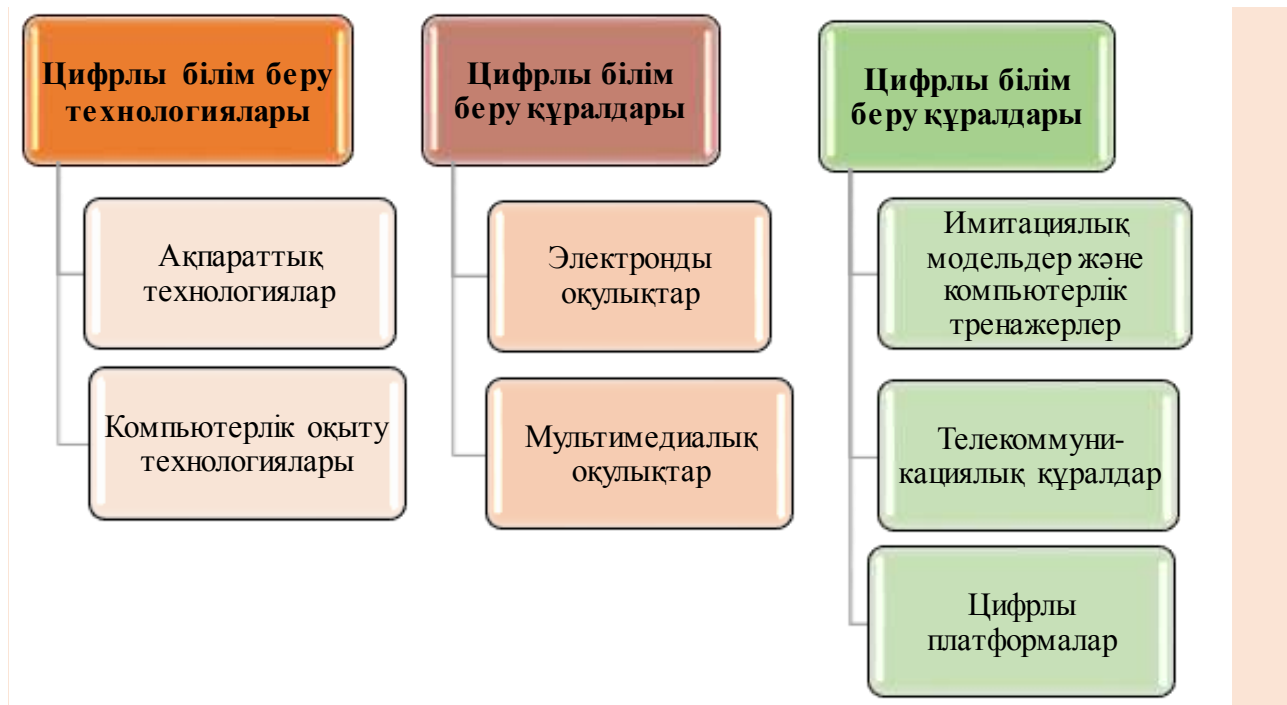 Цифрлы білім беру
технологиялары
Ақпараттық
технологиялар
Компьютерлік оқыту
технологиялары
Цифрлы білім
беру құралдары
Электронды
оқулықтар
Мультимедиалық
оқулықтар
Цифрлы білім
беру құралдары
Имитациялық
модельдер және
компьютерлік
тренажерлер
Телекоммуни-
кациялық құралдар
Цифрлы
платформалар